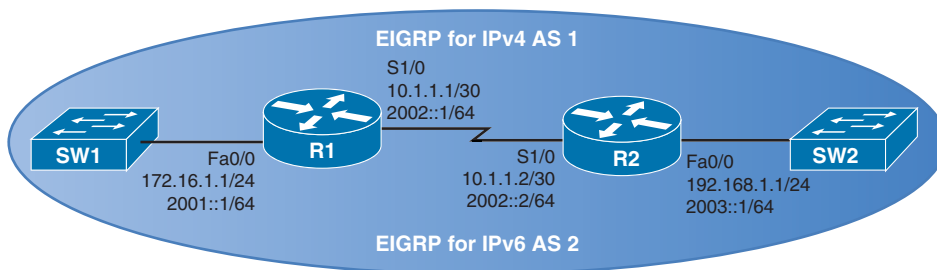 EIGRP for IPv4 AS 1
S1/0
10.1.1.1/30
2002::1/64
SW1
R1
R2
SW2
Fa0/0
172.16.1.1/24
2001::1/64
S1/0
10.1.1.2/30
2002::2/64
Fa0/0
192.168.1.1/24
2003::1/64
EIGRP for IPv6 AS 2